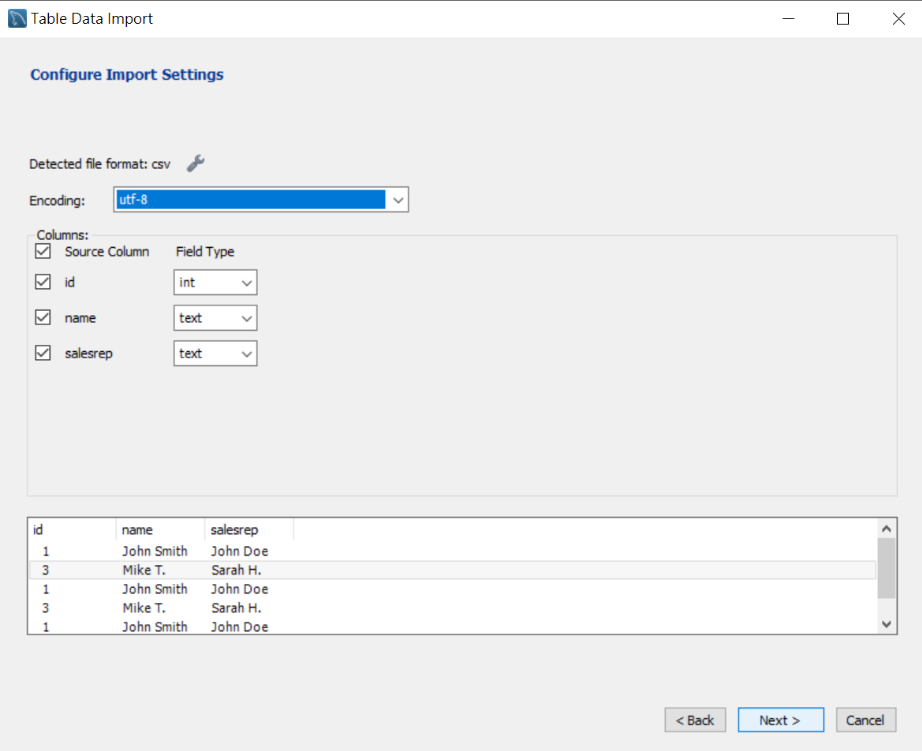 Table Data Import
Configure Import Settings
Detected file format: csv
Encoding: utf-8
Columns:
Source Column Field Type
id int
name text
salesrep text
id name salesrep
1 John Smith John Doe
3 Mike T. Sarah H.
1 John Smith John Doe
3 Mike T. Sarah H.
1 John Smith John Doe
< Back Next > Cancel